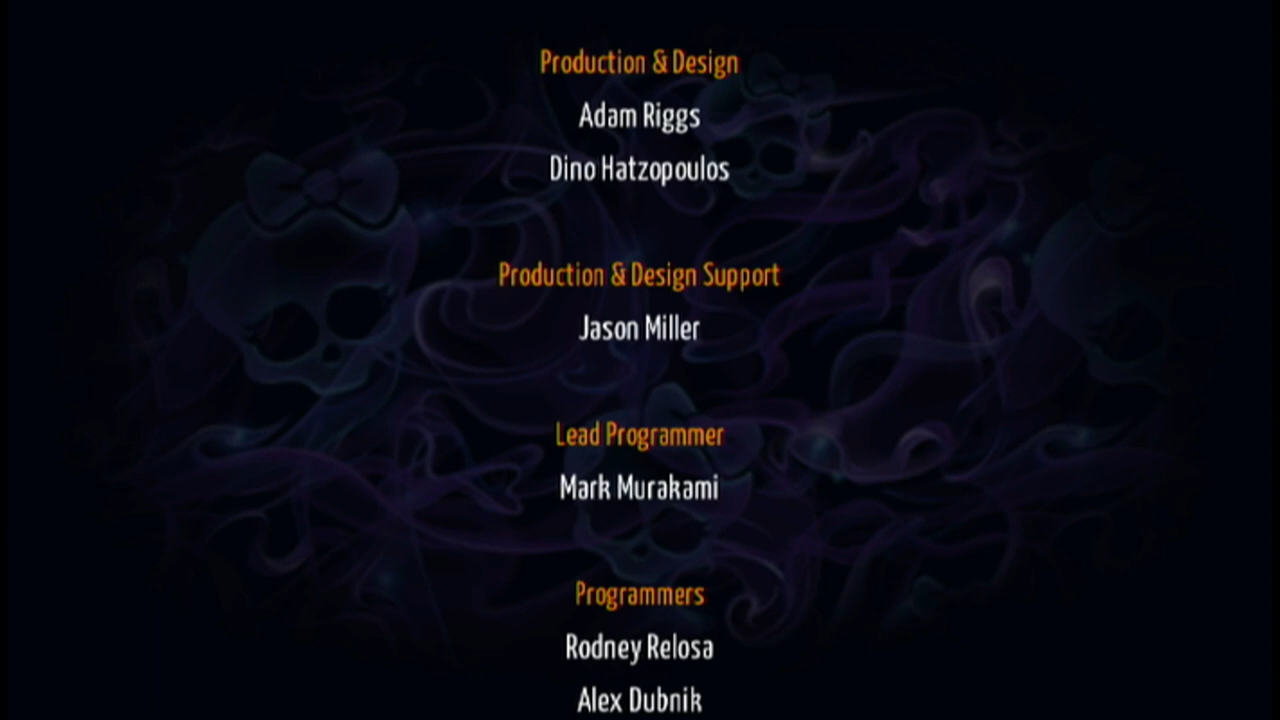 Production & Design
Adam Riggs
Dino Hatzopoulos
Production & Design Support
Jason Miller
Lead Programmer
Mark Murakami
Programmers
Rodney Relosa
Alex Dubnik